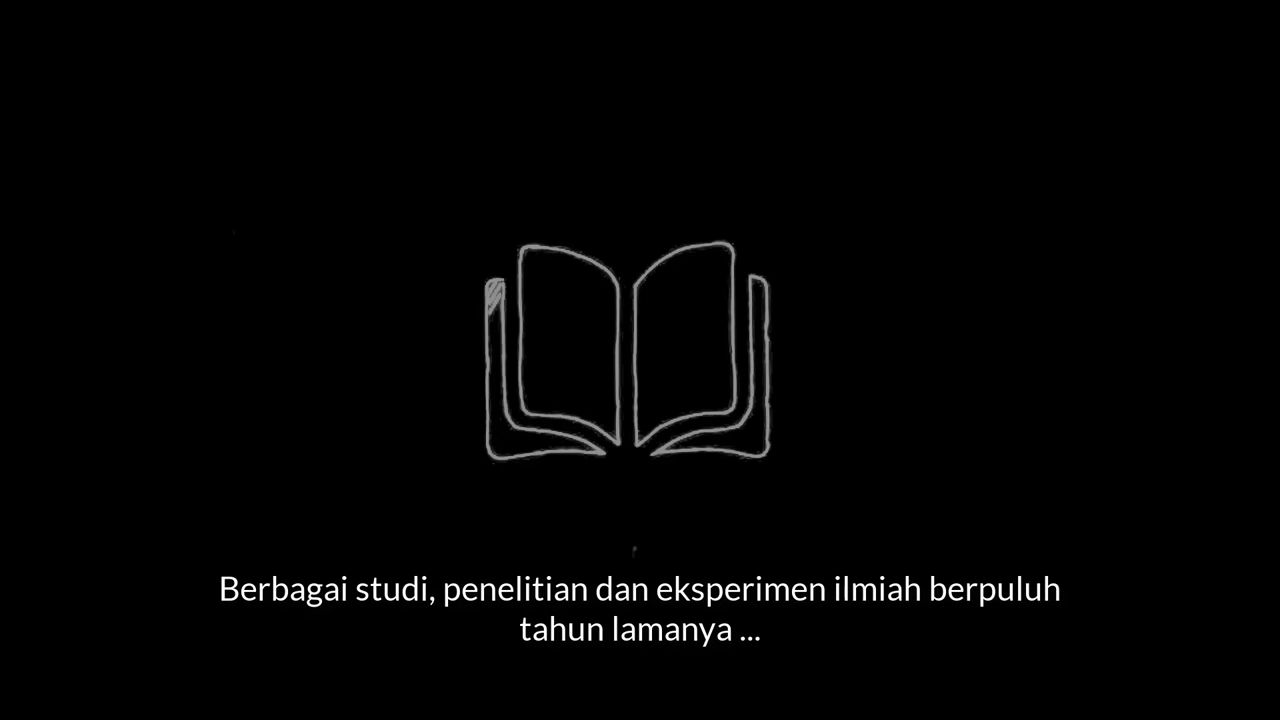 Berbagai studi, penelitian dan eksperimen ilmiah berpuluh
tahun lamanya ...